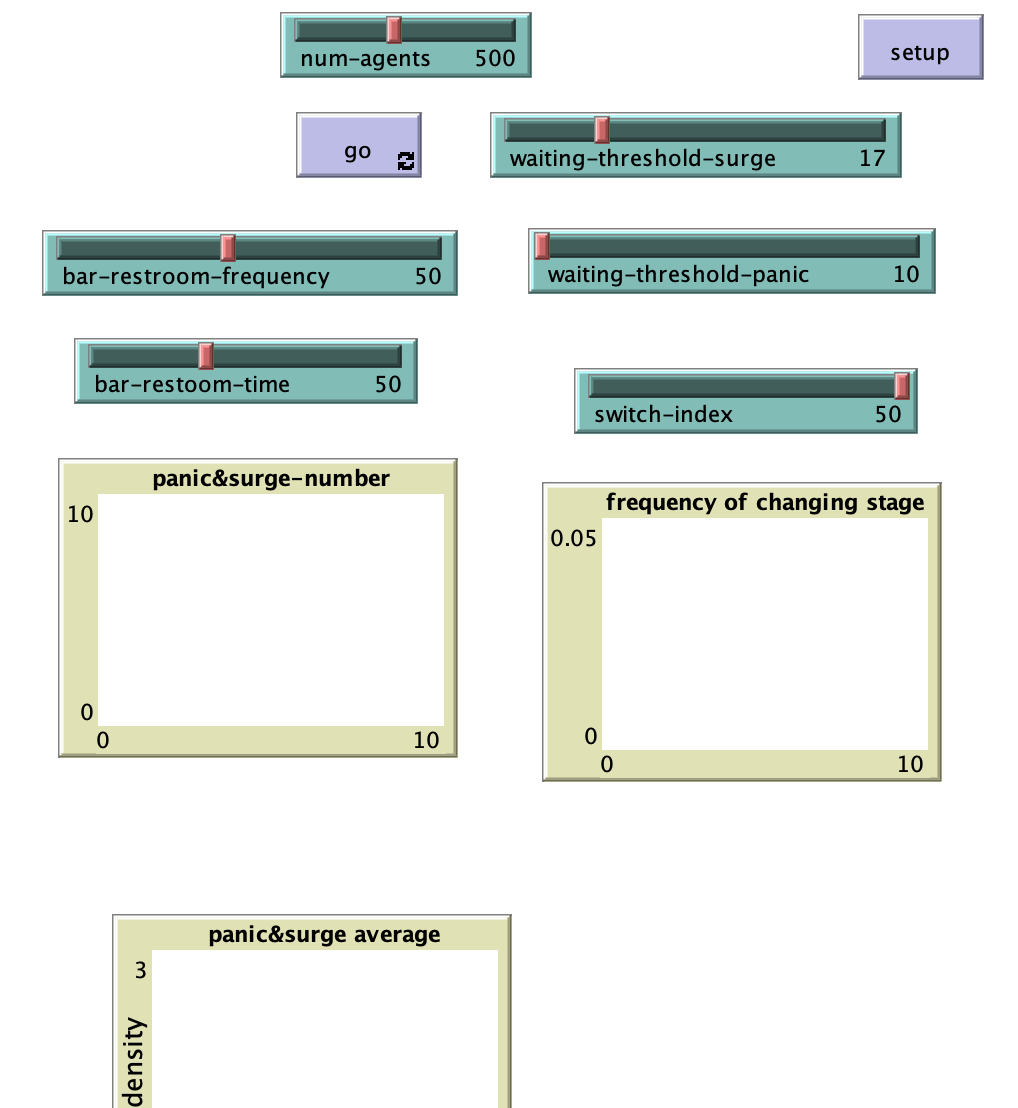 num-agents 500
setup
go
waiting-threshold-surge 17
bar-restroom-frequency 50
waiting-threshold-panic 10
bar-restoom-time 50
switch-index 50
panic&surge-number
10
0
0 10
frequency of changing stage
0.05
0
0 10
panic&surge average
3
density